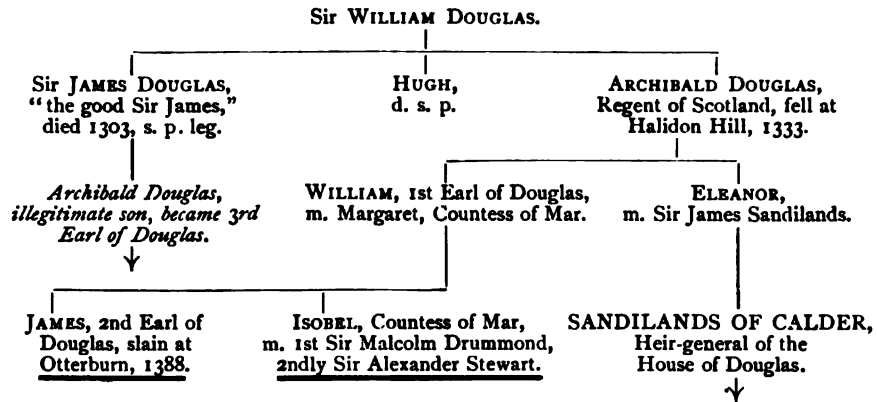 Sir WILLIAM DOUGLAS.
Sir JAMES DOUGLAS,
"the good Sir James,"
died 1303, s. p. leg.
HUGH,
d. s. p.
ARCHIBALD DOUGLAS,
Regent of Scotland, fell at
Halidon Hill, 1333.
Archibald Douglas,
illegitimate son, became 3rd
Earl of Douglas.
WILLIAM, 1st Earl of Douglas,
m. Margaret, Countess of Mar.
ELEANOR,
m. Sir James Sandilands.
JAMES, 2nd Earl of
Douglas, slain at
Otterburn, 1388.
ISOBEL, Countess of Mar,
m. 1st Sir Malcolm Drummond,
2ndly Sir Alexander Stewart.
SANDILANDS OF CALDER,
Heir-general of the
House of Douglas.